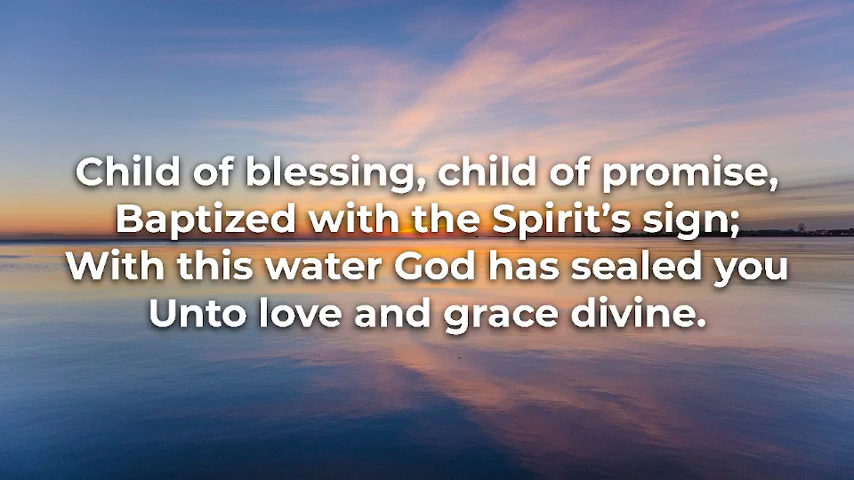 Child of blessing, child of promise,
Baptized with the Spirit’s sign;
With this water God has sealed you
Unto love and grace divine.